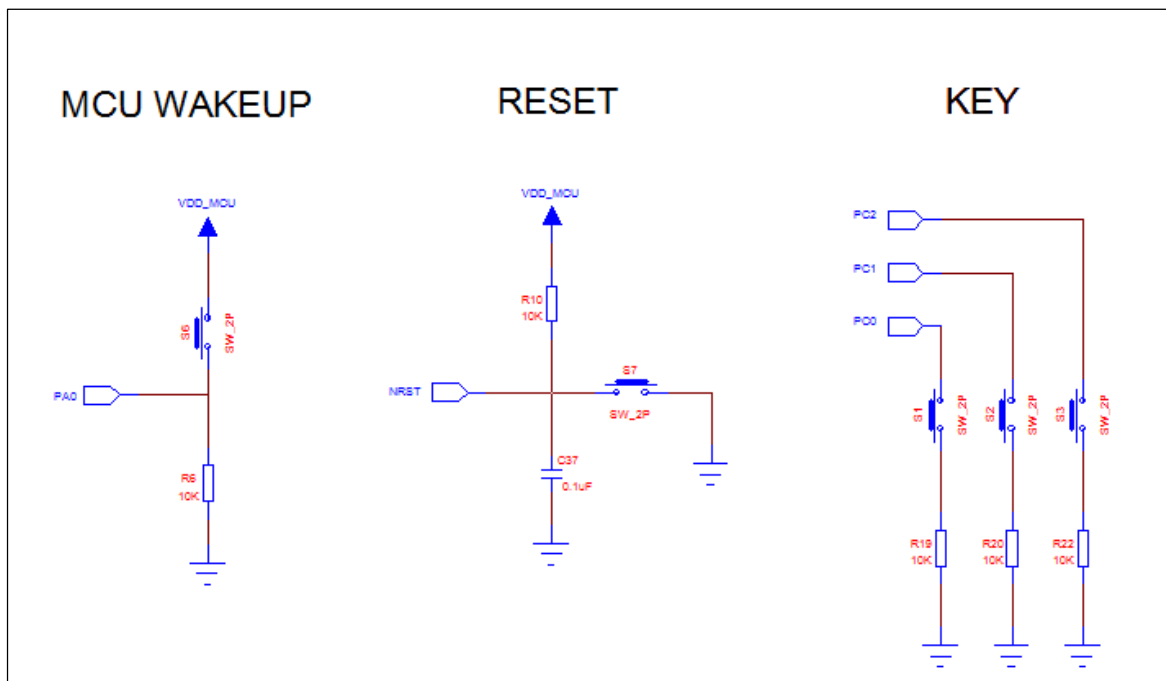 MCU WAKEUP
VDD_MCU
S6
SW_2P
PA0
R6
10K
RESET
VDD_MCU
R10
10K
NRST
S7
SW_2P
C37
0.1uF
KEY
PC2
PC1
PC0
S1
SW_2P
S2
SW_2P
S3
SW_2P
R19
10K
R20
10K
R22
10K